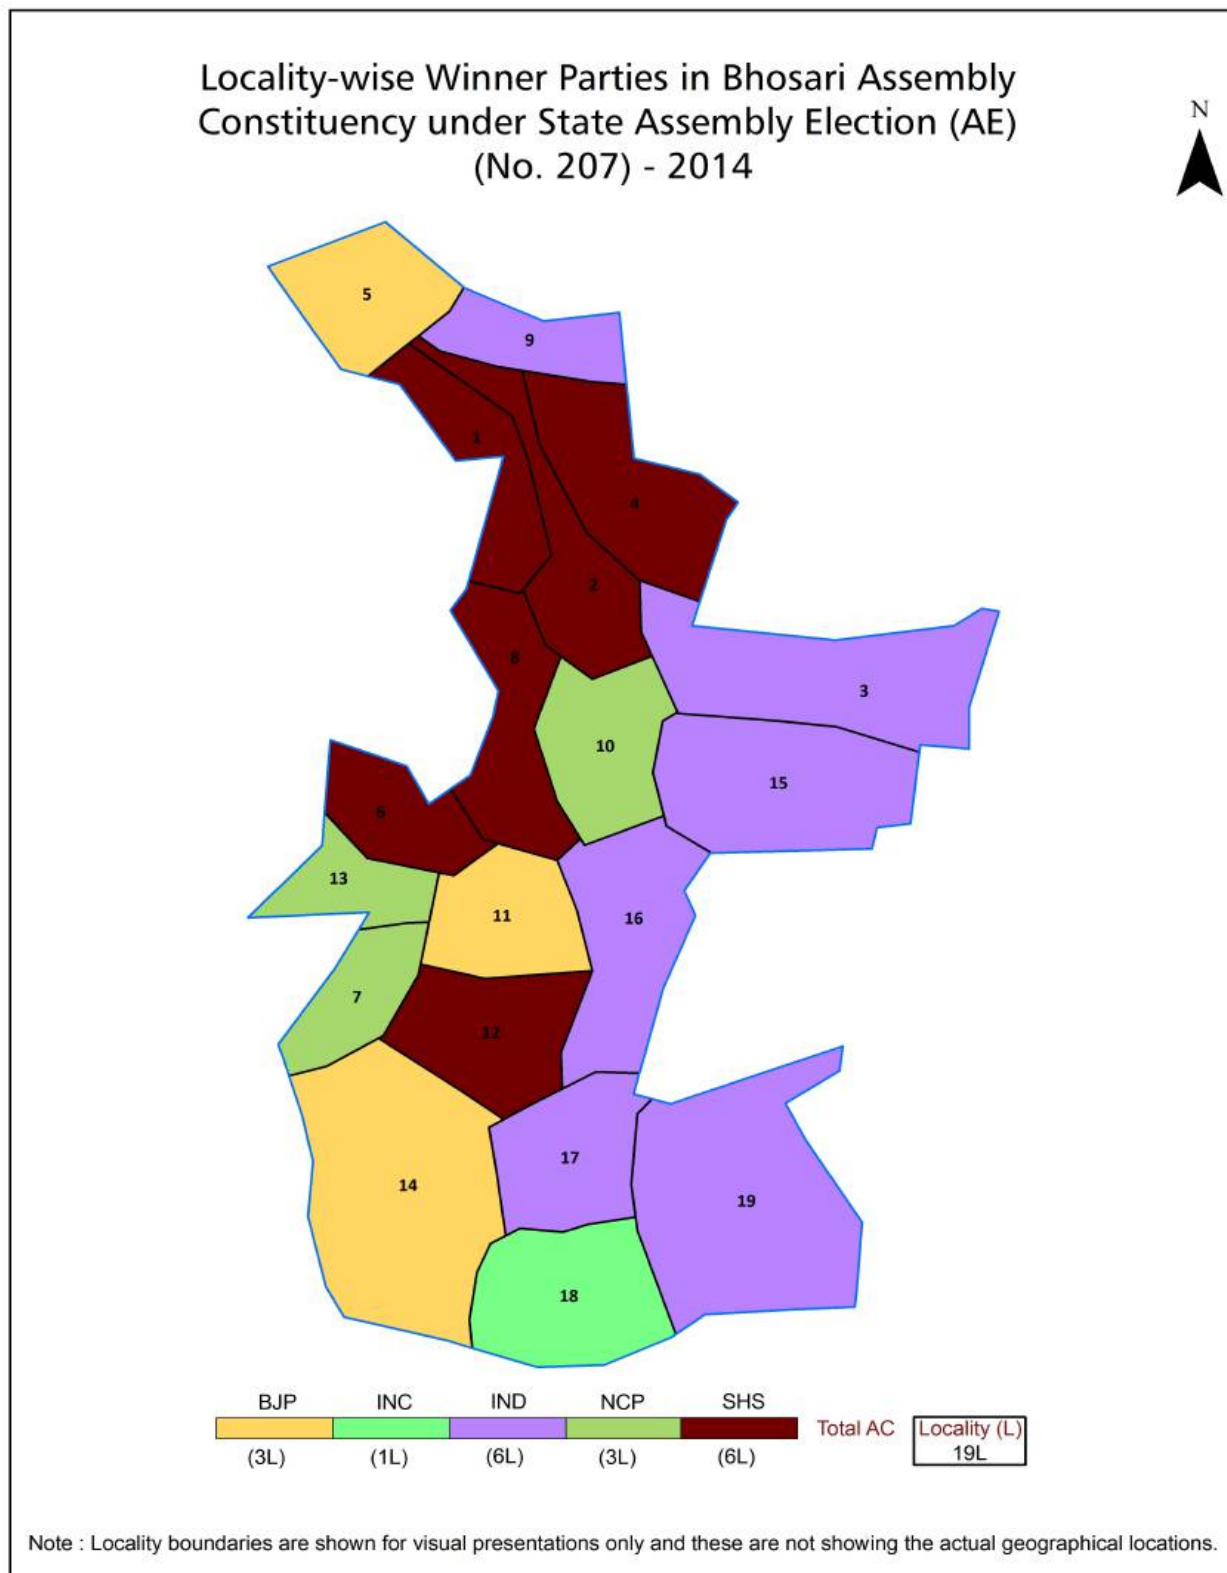 Locality-wise Winner Parties in Bhosari Assembly
Constituency under State Assembly Election (AE)
(No. 207) - 2014
N
5
9
1
4
2
8
3
10
15
6
13
11
16
7
12
17
14
19
18
BJP INC IND NCP SHS
Total AC Locality (L)
(3L) (1L) (6L) (3L) (6L) 19L
Note : Locality boundaries are shown for visual presentations only and these are not showing the actual geographical locations.